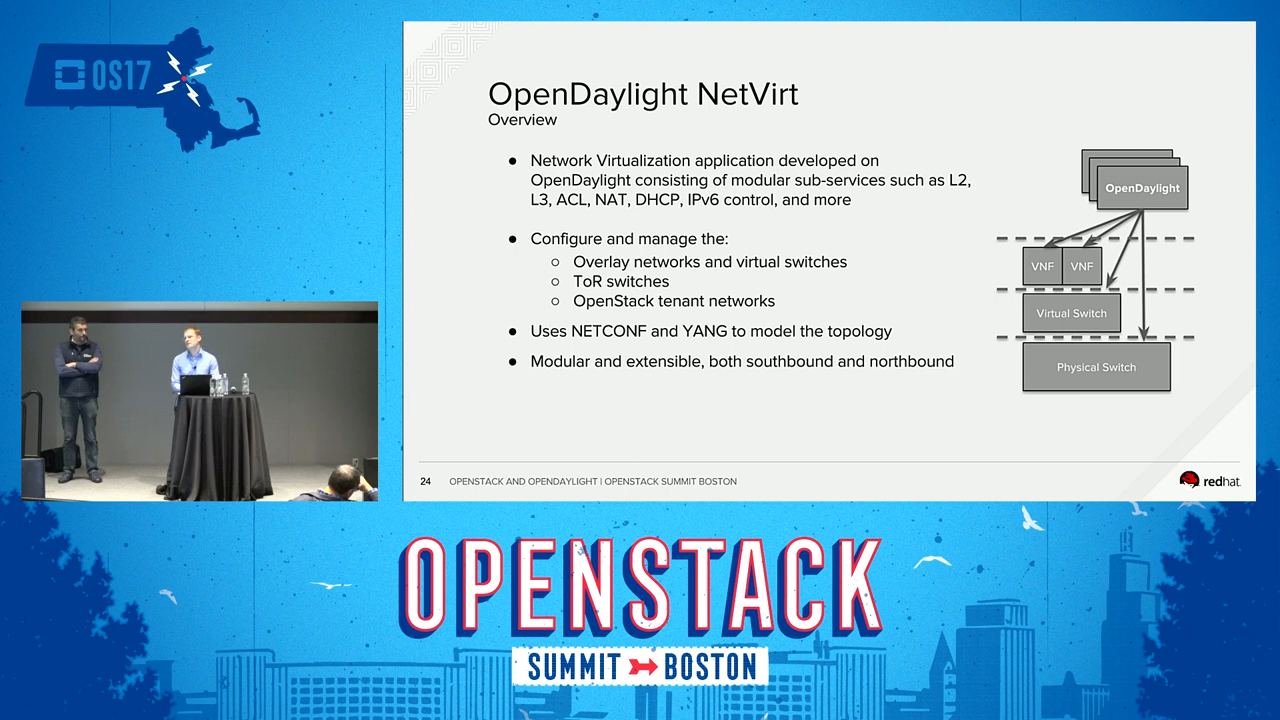 OS17
OpenDaylight NetVirt
Overview
● Network Virtualization application developed on
OpenDaylight consisting of modular sub-services such as L2,
L3, ACL, NAT, DHCP, IPv6 control, and more
● Configure and manage the:
○ Overlay networks and virtual switches
○ ToR switches
○ OpenStack tenant networks
● Uses NETCONF and YANG to model the topology
● Modular and extensible, both southbound and northbound
OpenDaylight
VNF VNF
Virtual Switch
Physical Switch
24 OPENSTACK AND OPENDAYLIGHT | OPENSTACK SUMMIT BOSTON
redhat.
OPENSTACK
SUMMIT BOSTON